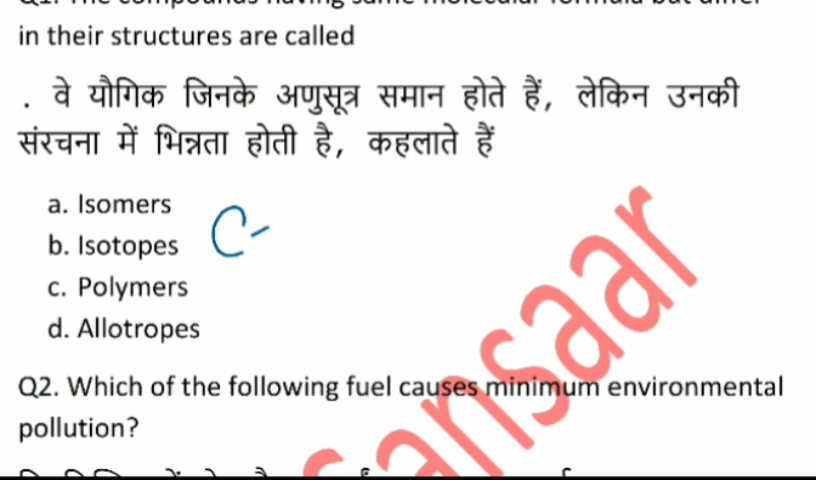 in their structures are called
. वे यौगिक जिनके अणुसूत्र समान होते हैं, लेकिन उनकी
संरचना में भिन्नता होती है, कहलाते हैं
a. Isomers
b. Isotopes
C-
c. Polymers
d. Allotropes
Q2. Which of the following fuel causes minimum environmental
pollution?
ansaar